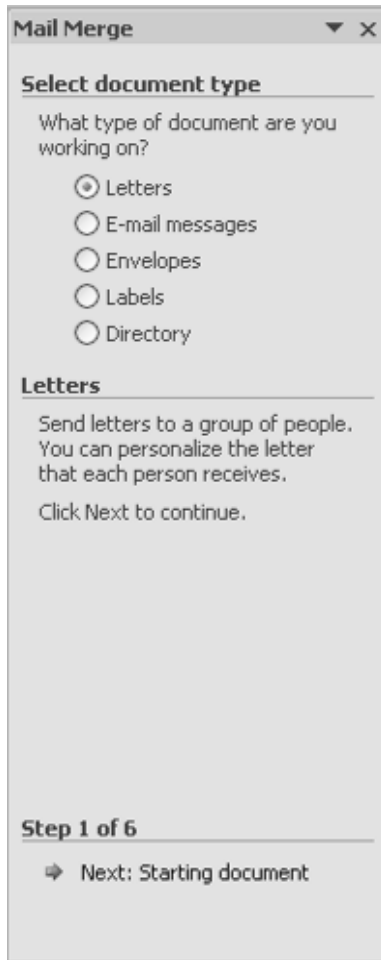 Mail Merge
Select document type
What type of document are you
working on?
Letters
E-mail messages
Envelopes
Labels
Directory
Letters
Send letters to a group of people.
You can personalize the letter
that each person receives.
Click Next to continue.
Step 1 of 6
Next: Starting document